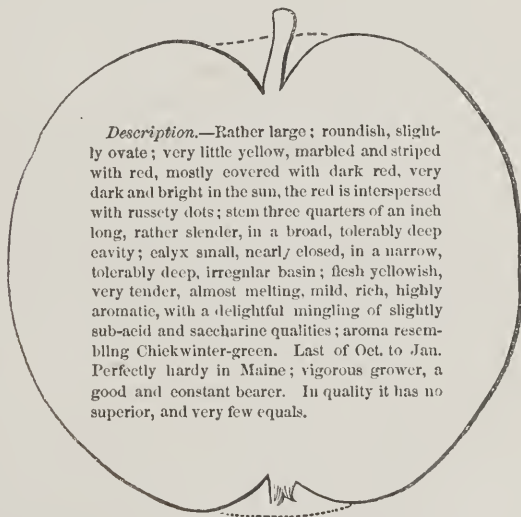 Description.—Rather large; roundish, slight-
ly ovate; very little yellow, marbled and striped
with red, mostly covered with dark red, very
dark and bright in the sun, the red is interspersed
with russety dots; stem three quarters of an inch
long, rather slender, in a broad, tolerably deep
cavity; calyx small, nearly closed, in a narrow,
tolerably deep, irregular basin; flesh yellowish,
very tender, almost melting, mild, rich, highly
aromatic, with a delightful mingling of slightly
sub-acid and saccharine qualities; aroma resem-
bling Chickwinter-green. Last of Oct. to Jan.
Perfectly hardy in Maine; vigorous grower, a
good and constant bearer. In quality it has no
superior, and very few equals.